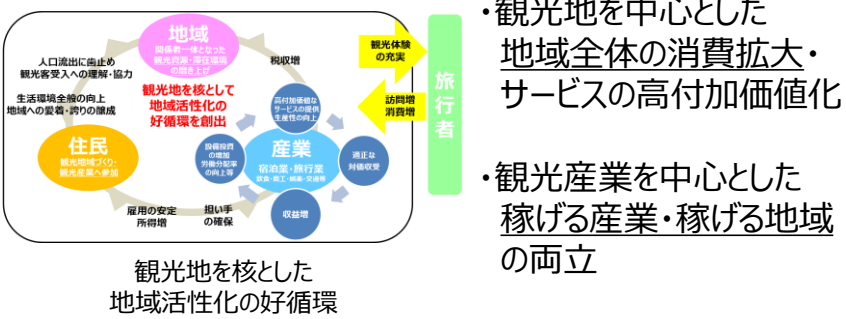 地域
関係者一体となった
観光資源・滞在環境
の磨き上げ
人口流出に歯止め
観光客受入への理解・協力
税収増
観光体験
の充実
生活環境全般の向上
地域への愛着・誇りの醸成
観光地を核として
地域活性化の
好循環を創出
高付加価値な
サービスの提供
生産性の向上
訪問増
消費増
旅行者
住民
観光地域づくり・
観光産業へ参加
設備投資
の増加
労働分配率
の向上等
産業
宿泊業・旅行業
飲食・商工・娯楽・交通等
適正な
対価収受
収益増
雇用の安定
所得増
担い手
の確保
観光地を核とした
地域活性化の好循環
・観光地を中心とした
地域全体の消費拡大・
サービスの高付加価値化
・観光産業を中心とした
稼げる産業・稼げる地域
の両立